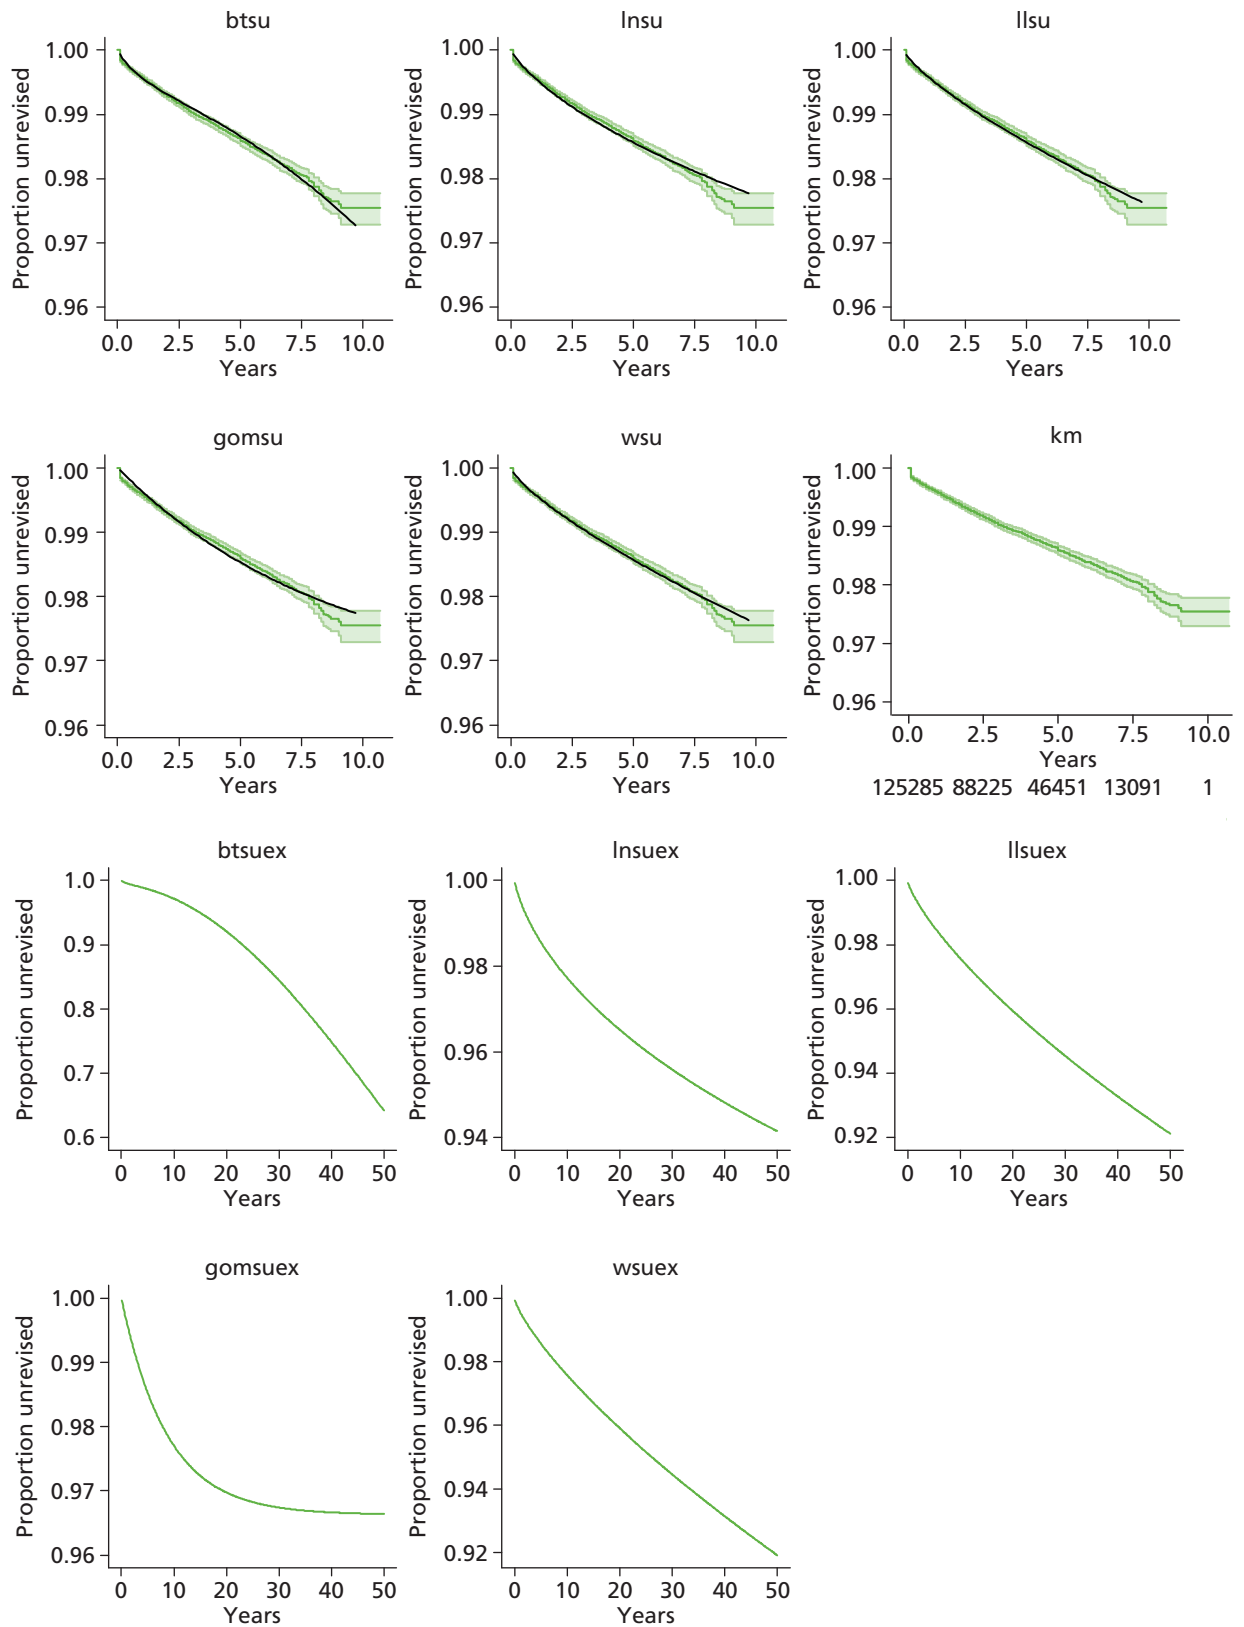 btsu
Proportion unrevised
1.00
0.99
0.98
0.97
0.96
0.0 2.5 5.0 7.5 10.0
Years
lnsu
Proportion unrevised
1.00
0.99
0.98
0.97
0.96
0.0 2.5 5.0 7.5 10.0
Years
llsu
Proportion unrevised
1.00
0.99
0.98
0.97
0.96
0.0 2.5 5.0 7.5 10.0
Years
gomsu
Proportion unrevised
1.00
0.99
0.98
0.97
0.96
0.0 2.5 5.0 7.5 10.0
Years
wsu
Proportion unrevised
1.00
0.99
0.98
0.97
0.96
0.0 2.5 5.0 7.5 10.0
Years
km
Proportion unrevised
1.00
0.99
0.98
0.97
0.96
0.0 2.5 5.0 7.5 10.0
Years
125285 88225 46451 13091 1
btsuex
Proportion unrevised
1.0
0.9
0.8
0.7
0.6
0 10 20 30 40 50
Years
lnsuex
Proportion unrevised
1.00
0.98
0.96
0.94
0 10 20 30 40 50
Years
llsuex
Proportion unrevised
1.00
0.98
0.96
0.94
0.92
0 10 20 30 40 50
Years
gomsuex
Proportion unrevised
1.00
0.99
0.98
0.97
0.96
0 10 20 30 40 50
Years
wsuex
Proportion unrevised
1.00
0.98
0.96
0.94
0.92
0 10 20 30 40 50
Years